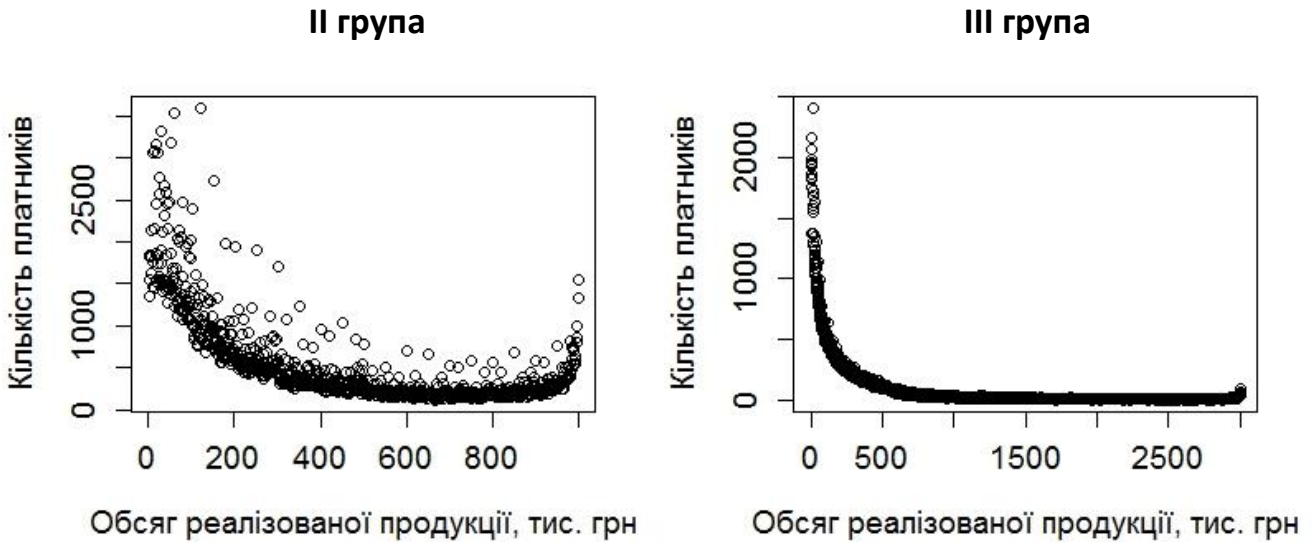 II група
Кількість платників
2500
1000
0
0 200 400 600 800
Обсяг реалізованої продукції, тис. грн
III група
Кількість платників
2000
1000
0
0 500 1500 2500
Обсяг реалізованої продукції, тис. грн